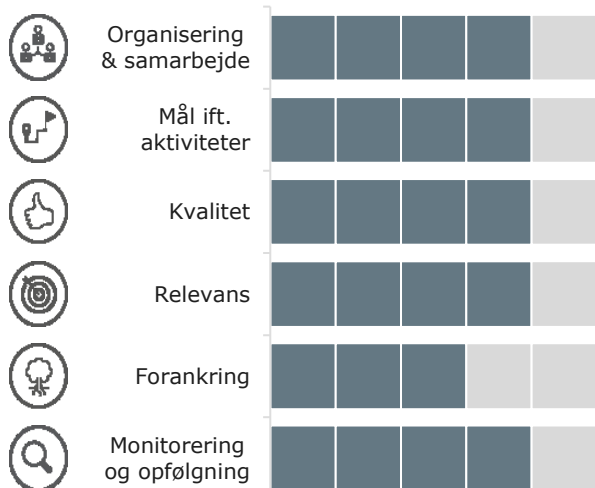 Organisering
& samarbejde
Mål ift.
aktiviteter
Kvalitet
Relevans
Forankring
Monitorering
og opfølgning